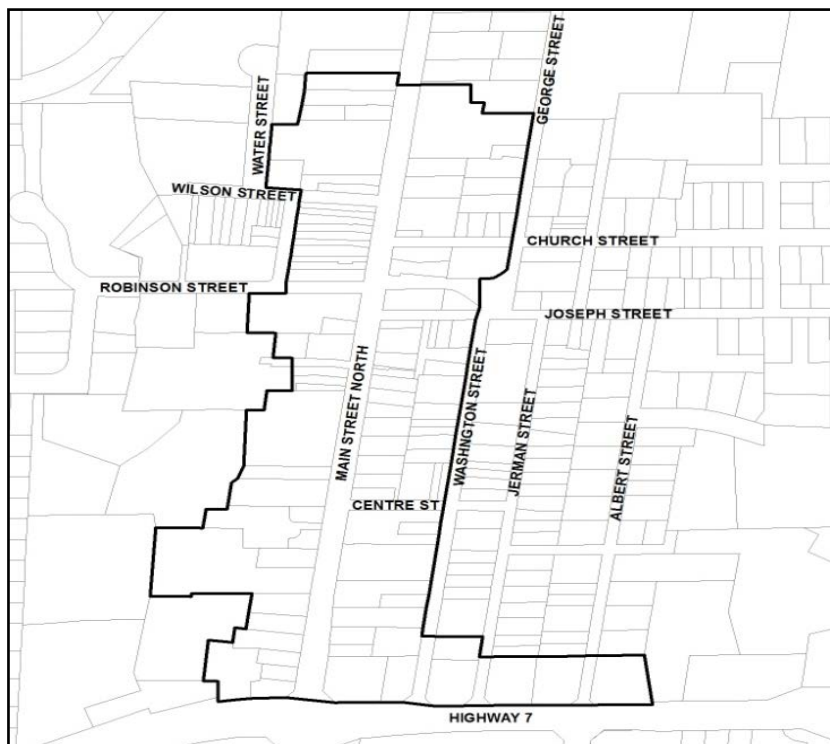 WATER STREET
GEORGE STREET
WILSON STREET
CHURCH STREET
ROBINSON STREET
JOSEPH STREET
MAIN STREET NORTH
WASHNGTON STREET
JERMAN STREET
ALBERT STREET
CENTRE ST
HIGHWAY 7